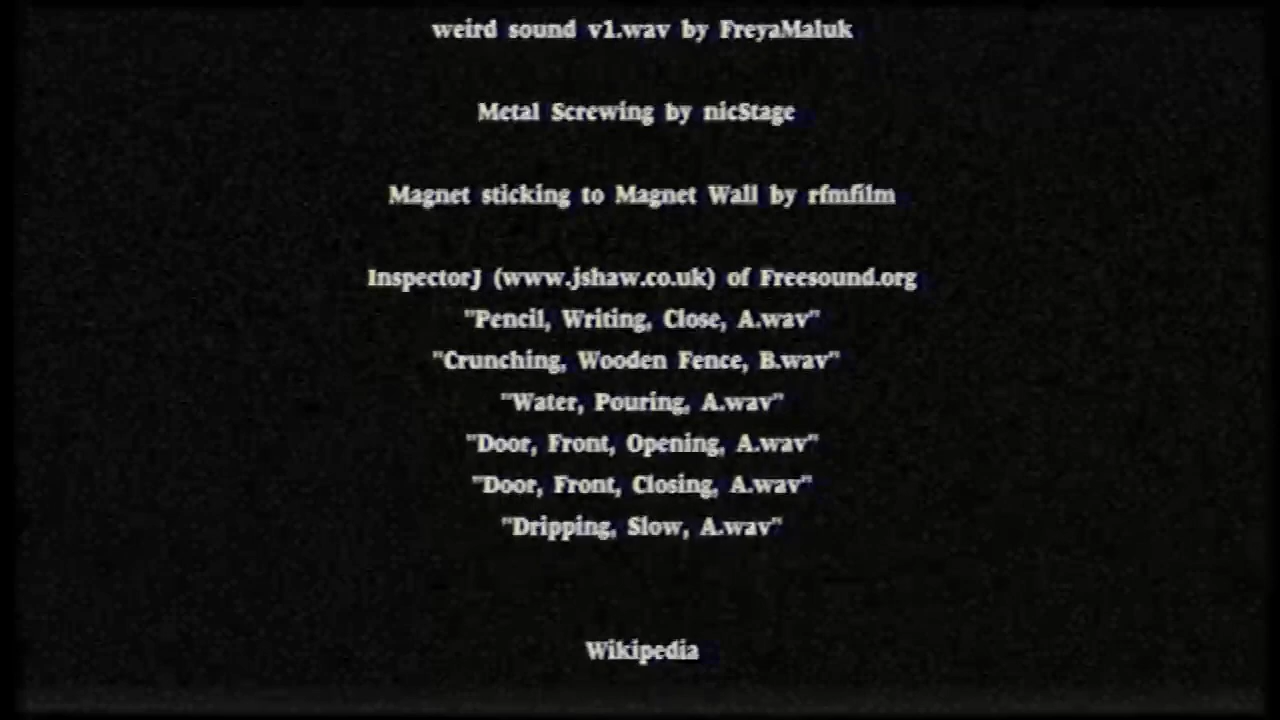 weird sound v1.wav by FreyaMaluk
Metal Screwing by nicStage
Magnet sticking to Magnet Wall by rfmfilm
InspectorJ (www.jshaw.co.uk) of Freesound.org
"Pencil, Writing, Close, A.wav"
"Crunching, Wooden Fence, B.wav"
"Water, Pouring, A.wav"
"Door, Front, Opening, A.wav"
"Door, Front, Closing, A.wav"
"Dripping, Slow, A.wav"
Wikipedia